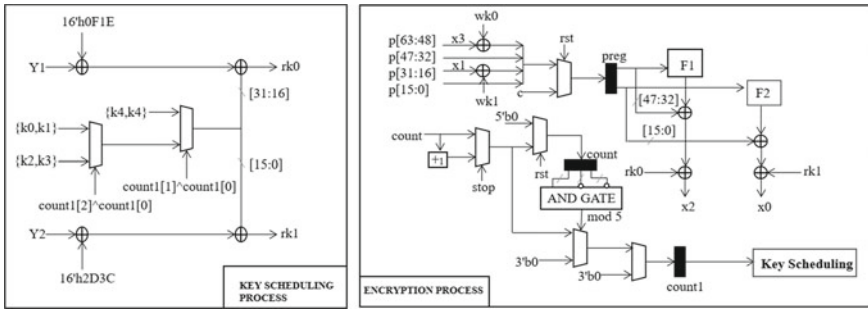 16'h0F1E
Y1
rk0
[31:16]
{k4,k4}
{k0,k1}
{k2,k3}
[15:0]
count1[1]^count1[0]
count1[2]^count1[0]
Y2
rk1
16'h2D3C
KEY SCHEDULING
PROCESS
wk0
p[63:48]
x3
p[47:32]
p[31:16]
x1
p[15:0]
wk1
c
rst
preg
F1
F2
[47:32]
[15:0]
rk0
rk1
x2
x0
5'b0
count
+1
stop
rst
count
AND GATE
mod 5
3'b0
3'b0
count1
Key Scheduling
ENCRYPTION PROCESS